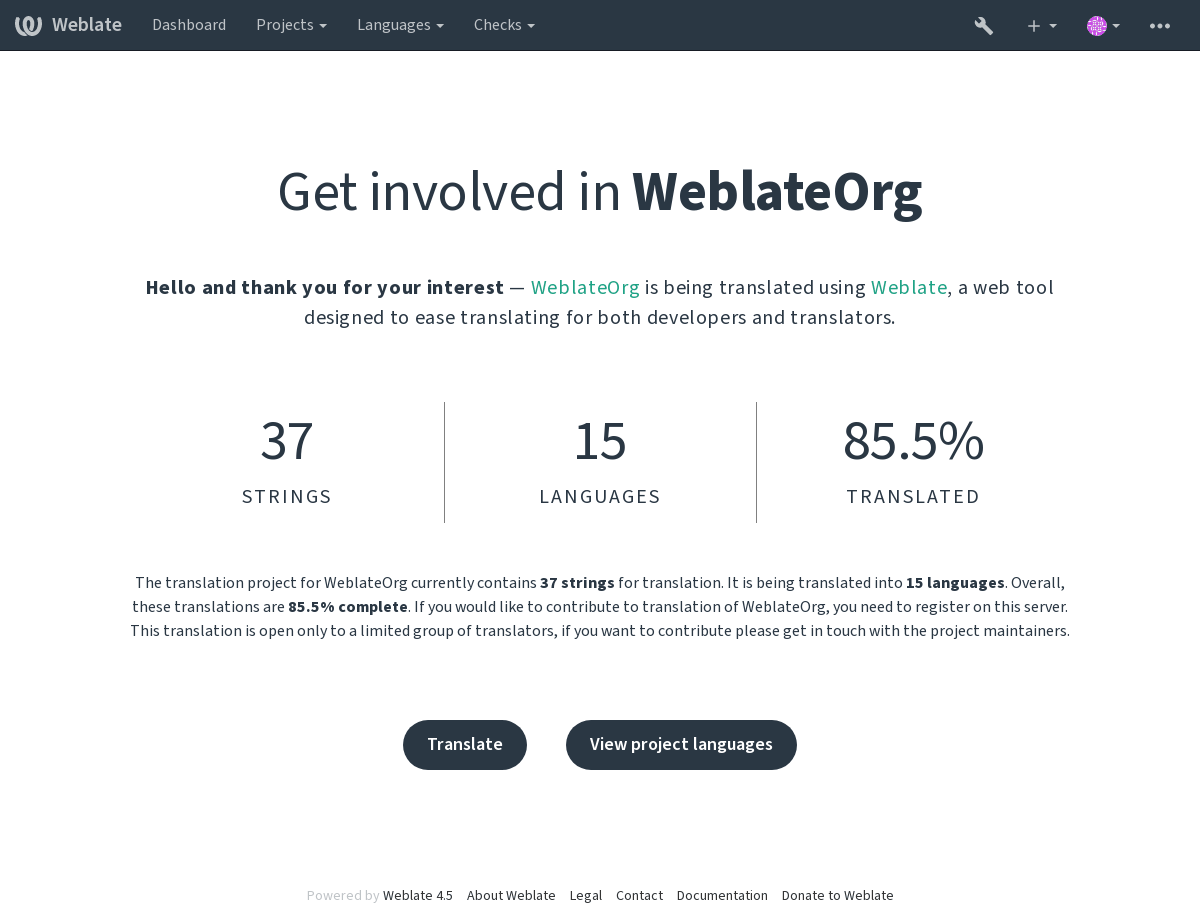 Weblate Dashboard Projects Languages Checks
Get involved in WeblateOrg
Hello and thank you for your interest — WeblateOrg is being translated using Weblate, a web tool
designed to ease translating for both developers and translators.
37 15 85.5%
STRINGS LANGUAGES TRANSLATED
The translation project for WeblateOrg currently contains 37 strings for translation. It is being translated into 15 languages. Overall,
these translations are 85.5% complete. If you would like to contribute to translation of WeblateOrg, you need to register on this server.
This translation is open only to a limited group of translators, if you want to contribute please get in touch with the project maintainers.
Translate View project languages
Powered by Weblate 4.5 About Weblate Legal Contact Documentation Donate to Weblate